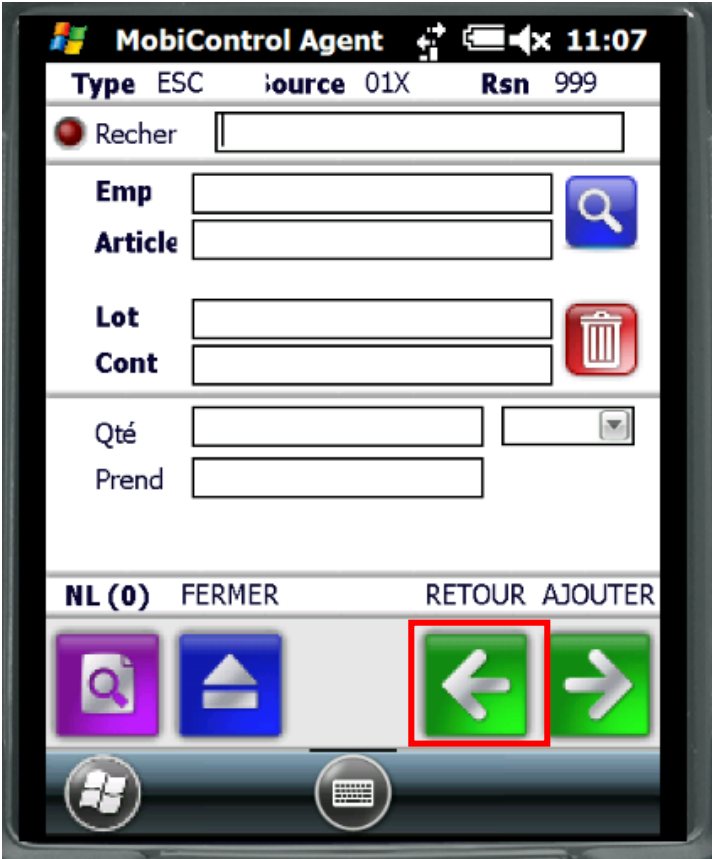 MobiControl Agent 11:07
Type ESC ource 01X Rsn 999
Recher
Emp
Article
Lot
Cont
Qté
Prend
NL (0) FERMER RETOUR AJOUTER